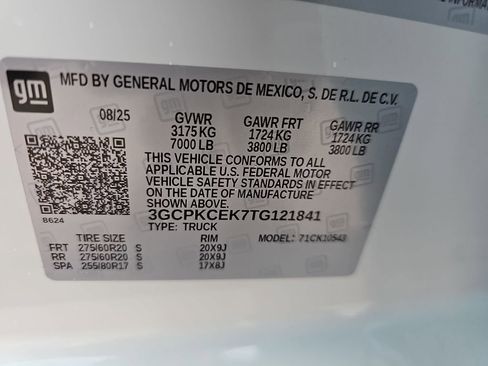 gm MFD BY GENERAL MOTORS DE MEXICO, S. DE R.L. DE C.V.
08/25 GVWR GAWR FRT GAWR RR
3175 KG 1724 KG 1724 KG
7000 LB 3800 LB 3800 LB
THIS VEHICLE CONFORMS TO ALL
APPLICABLE U.S. FEDERAL MOTOR
VEHICLE SAFETY STANDARDS IN EFFECT
ON THE DATE OF MANUFACTURE
SHOWN ABOVE.
8624
3GCPKCEK7TG121841
TYPE: TRUCK
TIRE SIZE RIM MODEL: 71CK10543
FRT 275/60R20 S 20X9J
RR 275/60R20 S 20X9J
SPA 255/80R17 S 17X8J